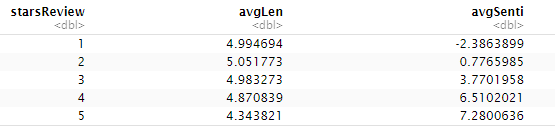 starsReview avgLen avgSenti
<dbl> <dbl> <dbl>
1 4.994694 -2.3863899
2 5.051773 0.7765985
3 4.983273 3.7701958
4 4.870839 6.5102021
5 4.343821 7.2800636